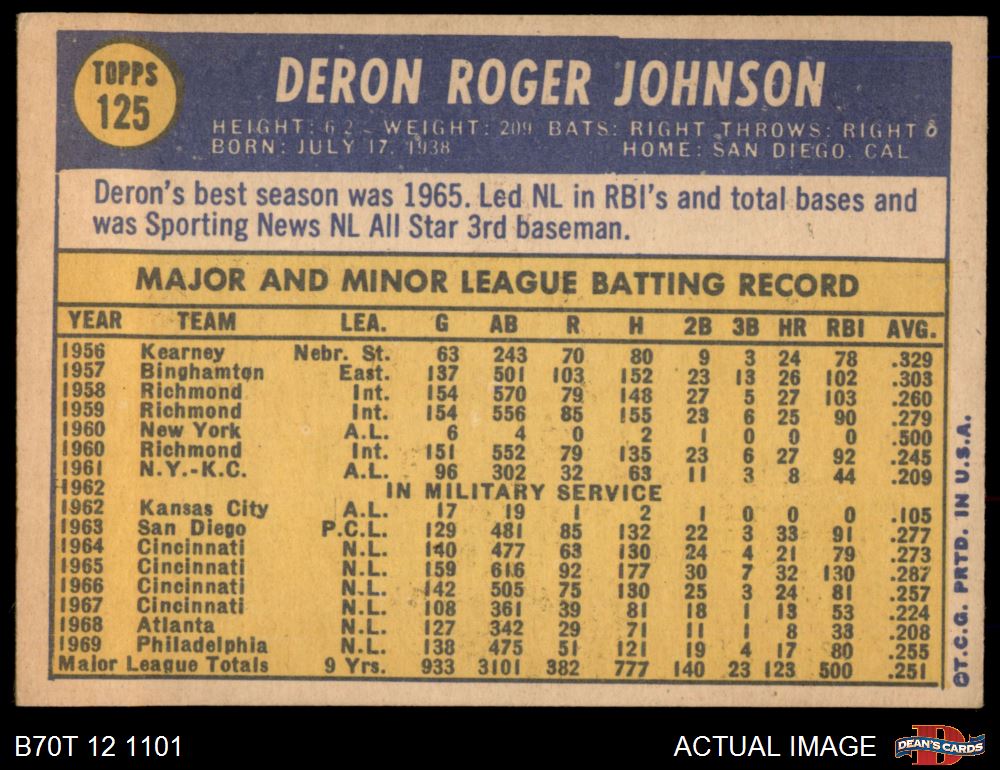 TOPPS
125
DERON ROGER JOHNSON
HEIGHT: 6 2 WEIGHT: 209 BATS: RIGHT THROWS: RIGHT
BORN: JULY 17, 1938 HOME: SAN DIEGO, CAL
Deron's best season was 1965. Led NL in RBI's and total bases and
was Sporting News NL All Star 3rd baseman.
MAJOR AND MINOR LEAGUE BATTING RECORD
YEAR TEAM LEA. G AB R H 2B 3B HR RBI AVG.
1956 Kearney Nebr. St. 63 243 70 80 9 3 24 78 .329
1957 Binghamton East. 137 501 103 152 23 13 26 102 .303
1958 Richmond Int. 154 570 79 148 27 5 27 103 .260
1959 Richmond Int. 154 556 85 155 23 6 25 90 .279
1960 New York A.L. 6 4 0 2 1 0 0 0 .500
1960 Richmond Int. 151 552 79 135 23 6 27 92 .245
1961 N.Y.-K.C. A.L. 96 302 32 63 11 3 8 44 .209
1962 IN MILITARY SERVICE
1962 Kansas City A.L. 17 19 1 2 1 0 0 0 .105
1963 San Diego P.C.L. 129 481 85 132 22 3 33 91 .277
1964 Cincinnati N.L. 140 477 63 130 24 4 21 79 .273
1965 Cincinnati N.L. 159 616 92 177 30 7 32 130 .287
1966 Cincinnati N.L. 142 505 75 130 25 3 24 81 .257
1967 Cincinnati N.L. 108 361 39 81 18 1 13 53 .224
1968 Atlanta N.L. 127 342 29 71 11 1 8 33 .208
1969 Philadelphia N.L. 138 475 51 121 19 4 17 80 .255
Major League Totals 9 Yrs. 933 3101 382 777 140 23 123 500 .251
©T.C.G. PRTD. IN U.S.A.
B70T 12 1101
ACTUAL IMAGE
D
DEAN'S CARDS